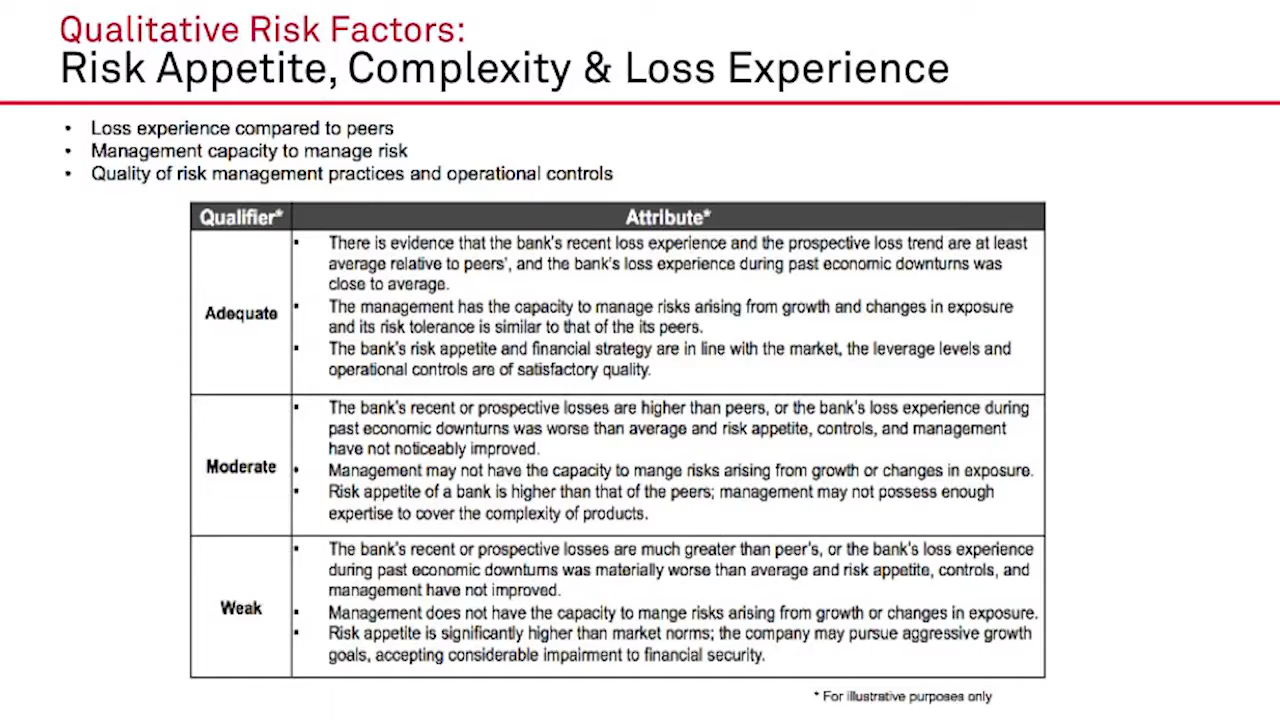 Qualitative Risk Factors:
Risk Appetite, Complexity & Loss Experience
• Loss experience compared to peers
• Management capacity to manage risk
• Quality of risk management practices and operational controls
Qualifier* Attribute*
Adequate
▪ There is evidence that the bank's recent loss experience and the prospective loss trend are at least
average relative to peers', and the bank's loss experience during past economic downturns was
close to average.
▪ The management has the capacity to manage risks arising from growth and changes in exposure
and its risk tolerance is similar to that of the its peers.
▪ The bank's risk appetite and financial strategy are in line with the market, the leverage levels and
operational controls are of satisfactory quality.
Moderate
▪ The bank's recent or prospective losses are higher than peers, or the bank's loss experience during
past economic downturns was worse than average and risk appetite, controls, and management
have not noticeably improved.
▪ Management may not have the capacity to mange risks arising from growth or changes in exposure.
▪ Risk appetite of a bank is higher than that of the peers; management may not possess enough
expertise to cover the complexity of products.
Weak
▪ The bank's recent or prospective losses are much greater than peer's, or the bank's loss experience
during past economic downturns was materially worse than average and risk appetite, controls, and
management have not improved.
▪ Management does not have the capacity to mange risks arising from growth or changes in exposure.
▪ Risk appetite is significantly higher than market norms; the company may pursue aggressive growth
goals, accepting considerable impairment to financial security.
* For illustrative purposes only